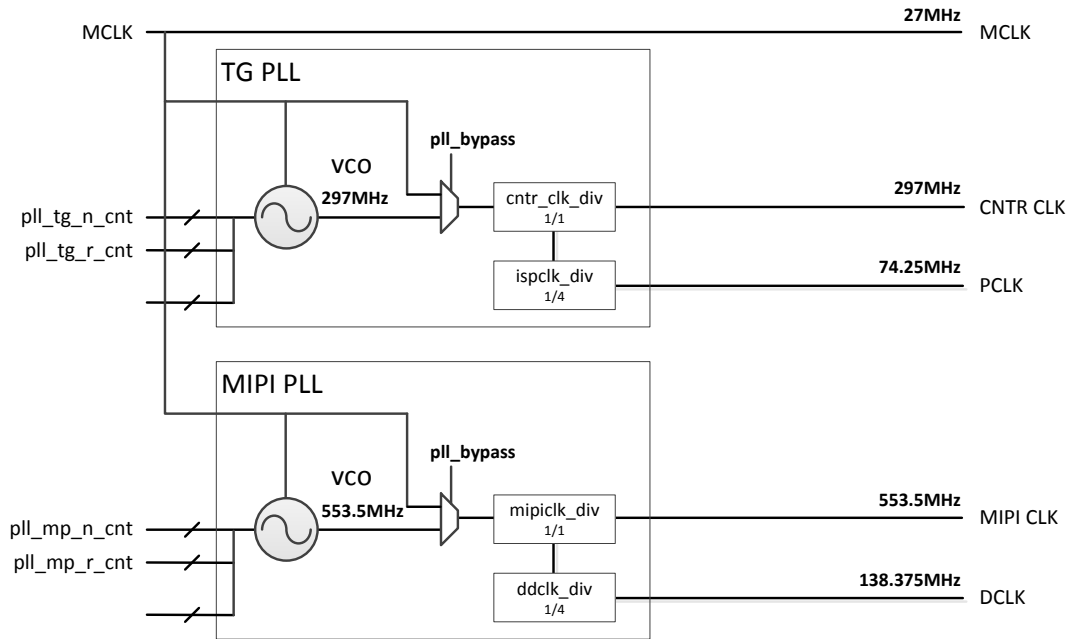 27MHz
MCLK
MCLK
TG PLL
pll_bypass
VCO
297MHz
cntr_clk_div
1/1
297MHz
CNTR CLK
pll_tg_n_cnt
pll_tg_r_cnt
ispclk_div
1/4
74.25MHz
PCLK
MIPI PLL
pll_bypass
VCO
553.5MHz
mipiclk_div
1/1
553.5MHz
MIPI CLK
pll_mp_n_cnt
pll_mp_r_cnt
ddclk_div
1/4
138.375MHz
DCLK